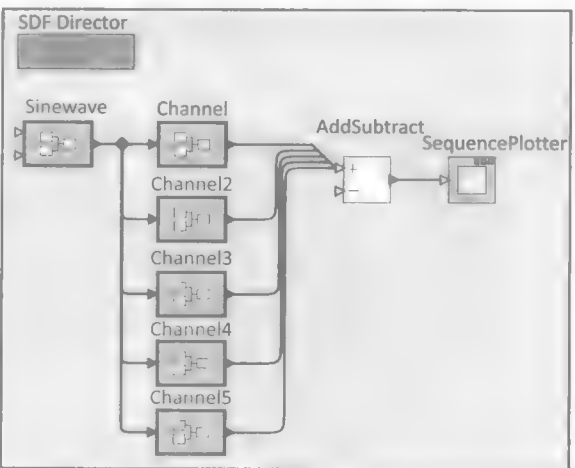 SDF Director
Sinewave
Channel
AddSubtract
SequencePlotter
Channel2
Channel3
Channel4
Channel5